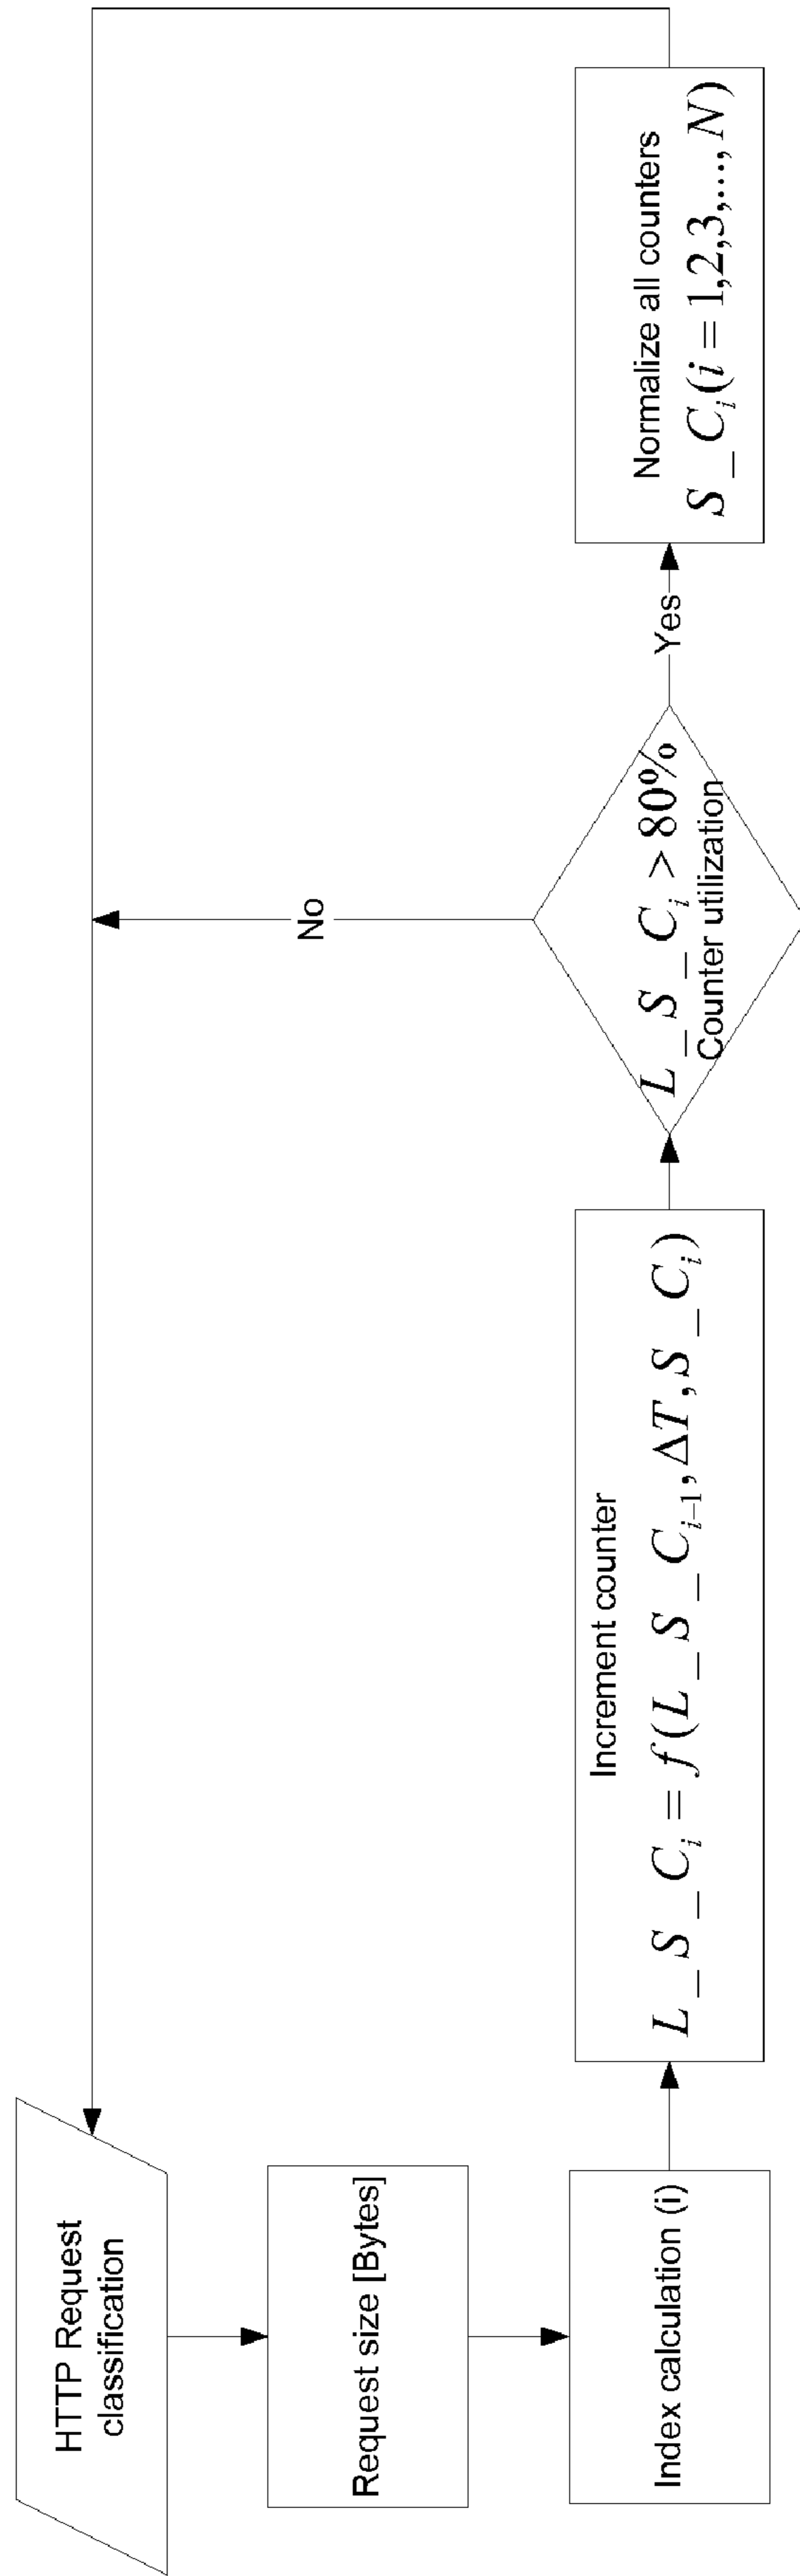 HTTP Request
classification
Request size [Bytes]
Index calculation (i)
Increment counter
L_S_C_i = f(L_S_C_{i-1}, ΔT, S_C_i)
L_S_C_i > 80%
Counter utilization
No
Yes
Normalize all counters
S_C_i(i = 1,2,3,..., N)